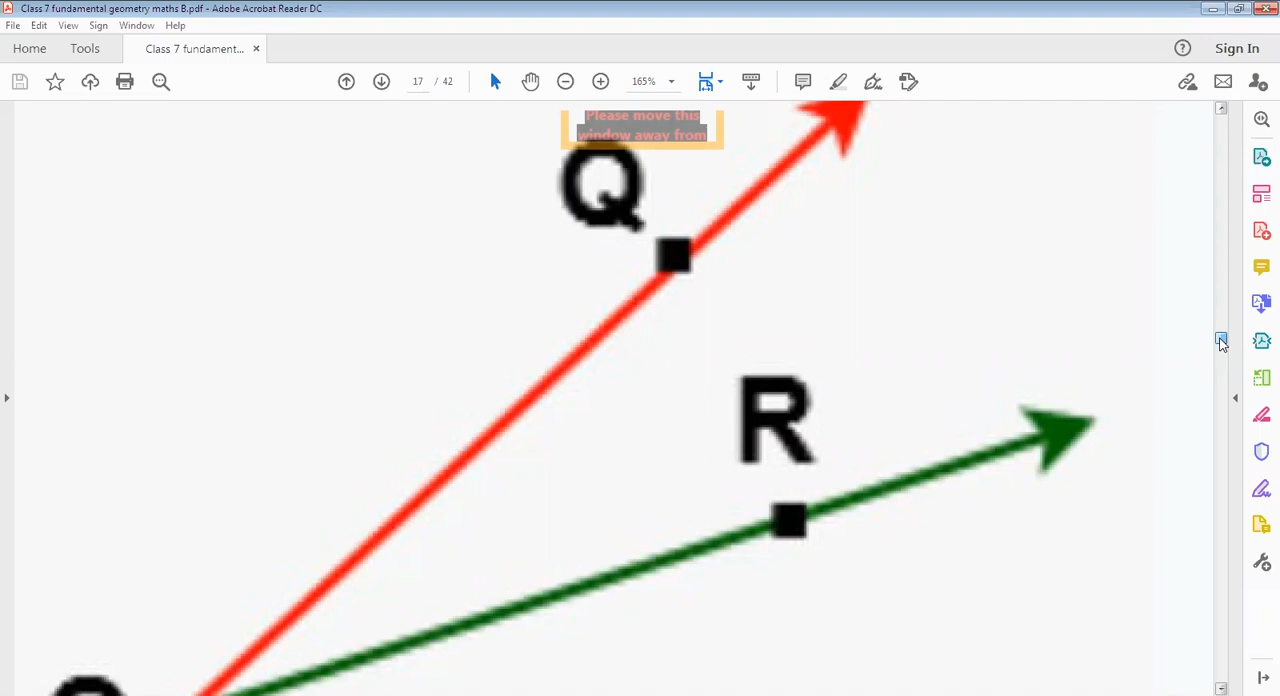 Class 7 fundamental geometry maths B.pdf - Adobe Acrobat Reader DC
File Edit View Sign Window Help
Home Tools Class 7 fundament... × Sign In
17 / 42 165%
Please move this
window away from
Q
R